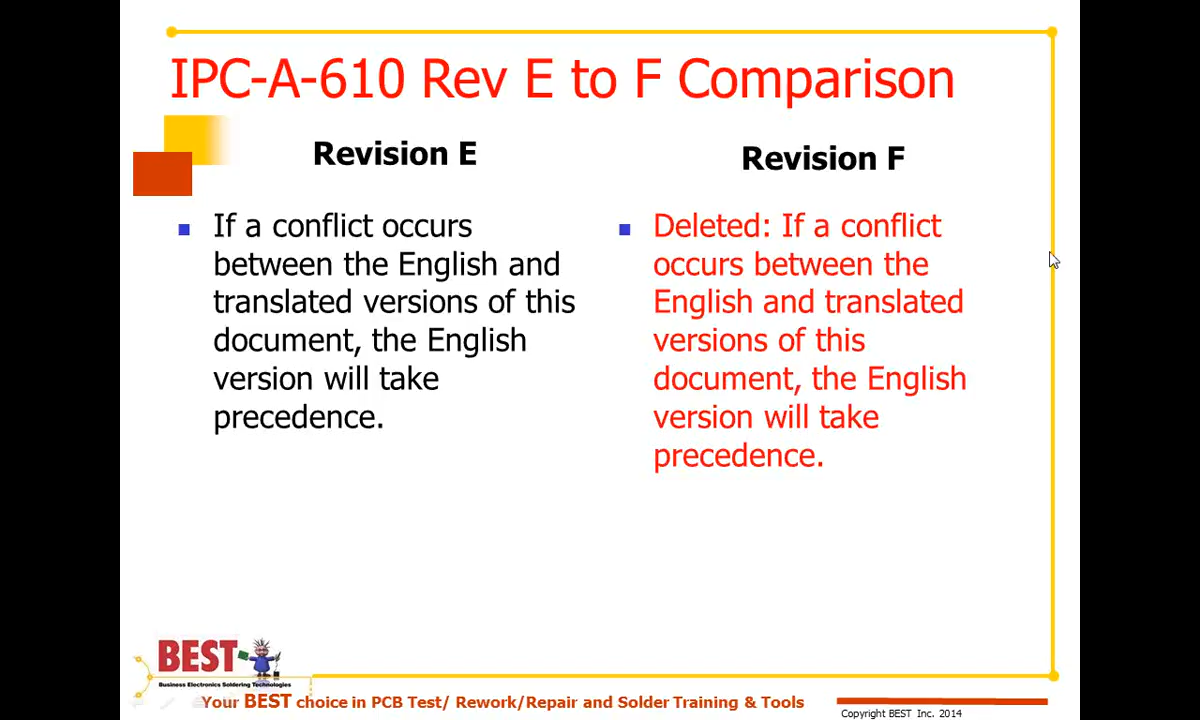 IPC-A-610 Rev E to F Comparison
Revision E
If a conflict occurs
between the English and
translated versions of this
document, the English
version will take
precedence.
Revision F
Deleted: If a conflict
occurs between the
English and translated
versions of this
document, the English
version will take
precedence.
BEST
Business Electronics Soldering Technologies
Your BEST choice in PCB Test/ Rework/Repair and Solder Training & Tools
Copyright BEST Inc. 2014